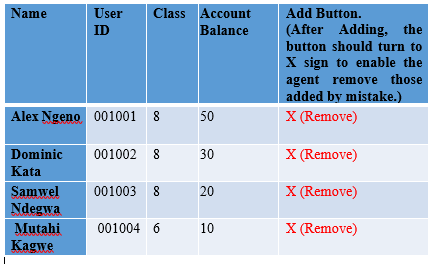 Name User ID Class Account Balance Add Button.
(After Adding, the button should turn to X sign to enable the agent remove those added by mistake.)
Alex Ngeno 001001 8 50 X (Remove)
Dominic Kata 001002 8 30 X (Remove)
Samwel Ndegwa 001003 8 20 X (Remove)
Mutahi Kagwe 001004 6 10 X (Remove)